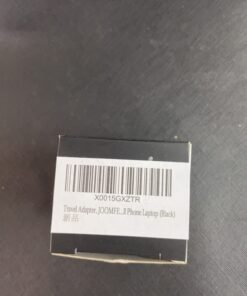 X0015GXZTR
Travel Adapter, JOOMFE...ll Phone Laptop (Black)
新品